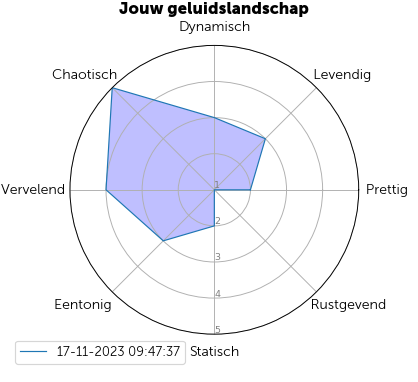 Jouw geluidslandschap
Dynamisch
Chaotisch
Levendig
Vervelend
Prettig
1
2
3
4
5
Eentonig
Rustgevend
17-11-2023 09:47:37
Statisch